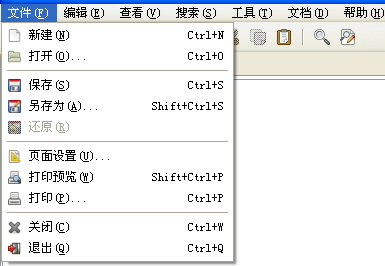 文件(F) 编辑(E) 查看(V) 搜索(S) 工具(T) 文档(D) 帮助(H)
新建(N) Ctrl+N
打开(O)... Ctrl+O
保存(S) Ctrl+S
另存为(A)... Shift+Ctrl+S
还原(R)
页面设置(U)...
打印预览(W) Shift+Ctrl+P
打印(P)... Ctrl+P
关闭(C) Ctrl+W
退出(Q) Ctrl+Q